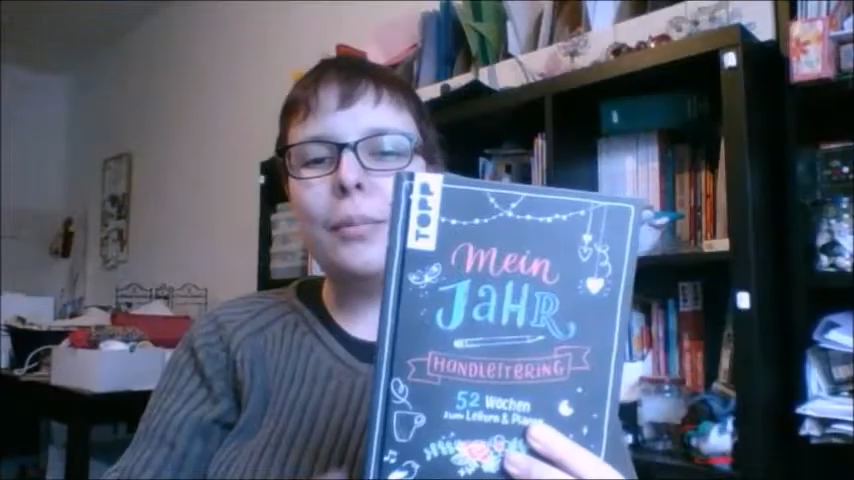 TOPP
Mein
JaHR
HANDLETTERING
52 Wochen
zum Lettern & Planen